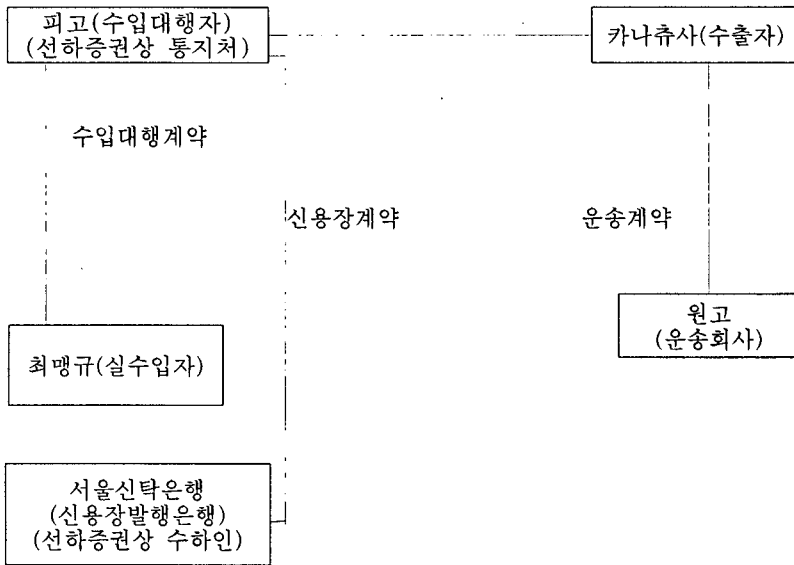 피고(수입대행자)
(선하증권상 통지처)
카나츄사(수출자)
수입대행계약
신용장계약
운송계약
원고
(운송회사)
최맹규(실수입자)
서울신탁은행
(신용장발행은행)
(선하증권상 수하인)